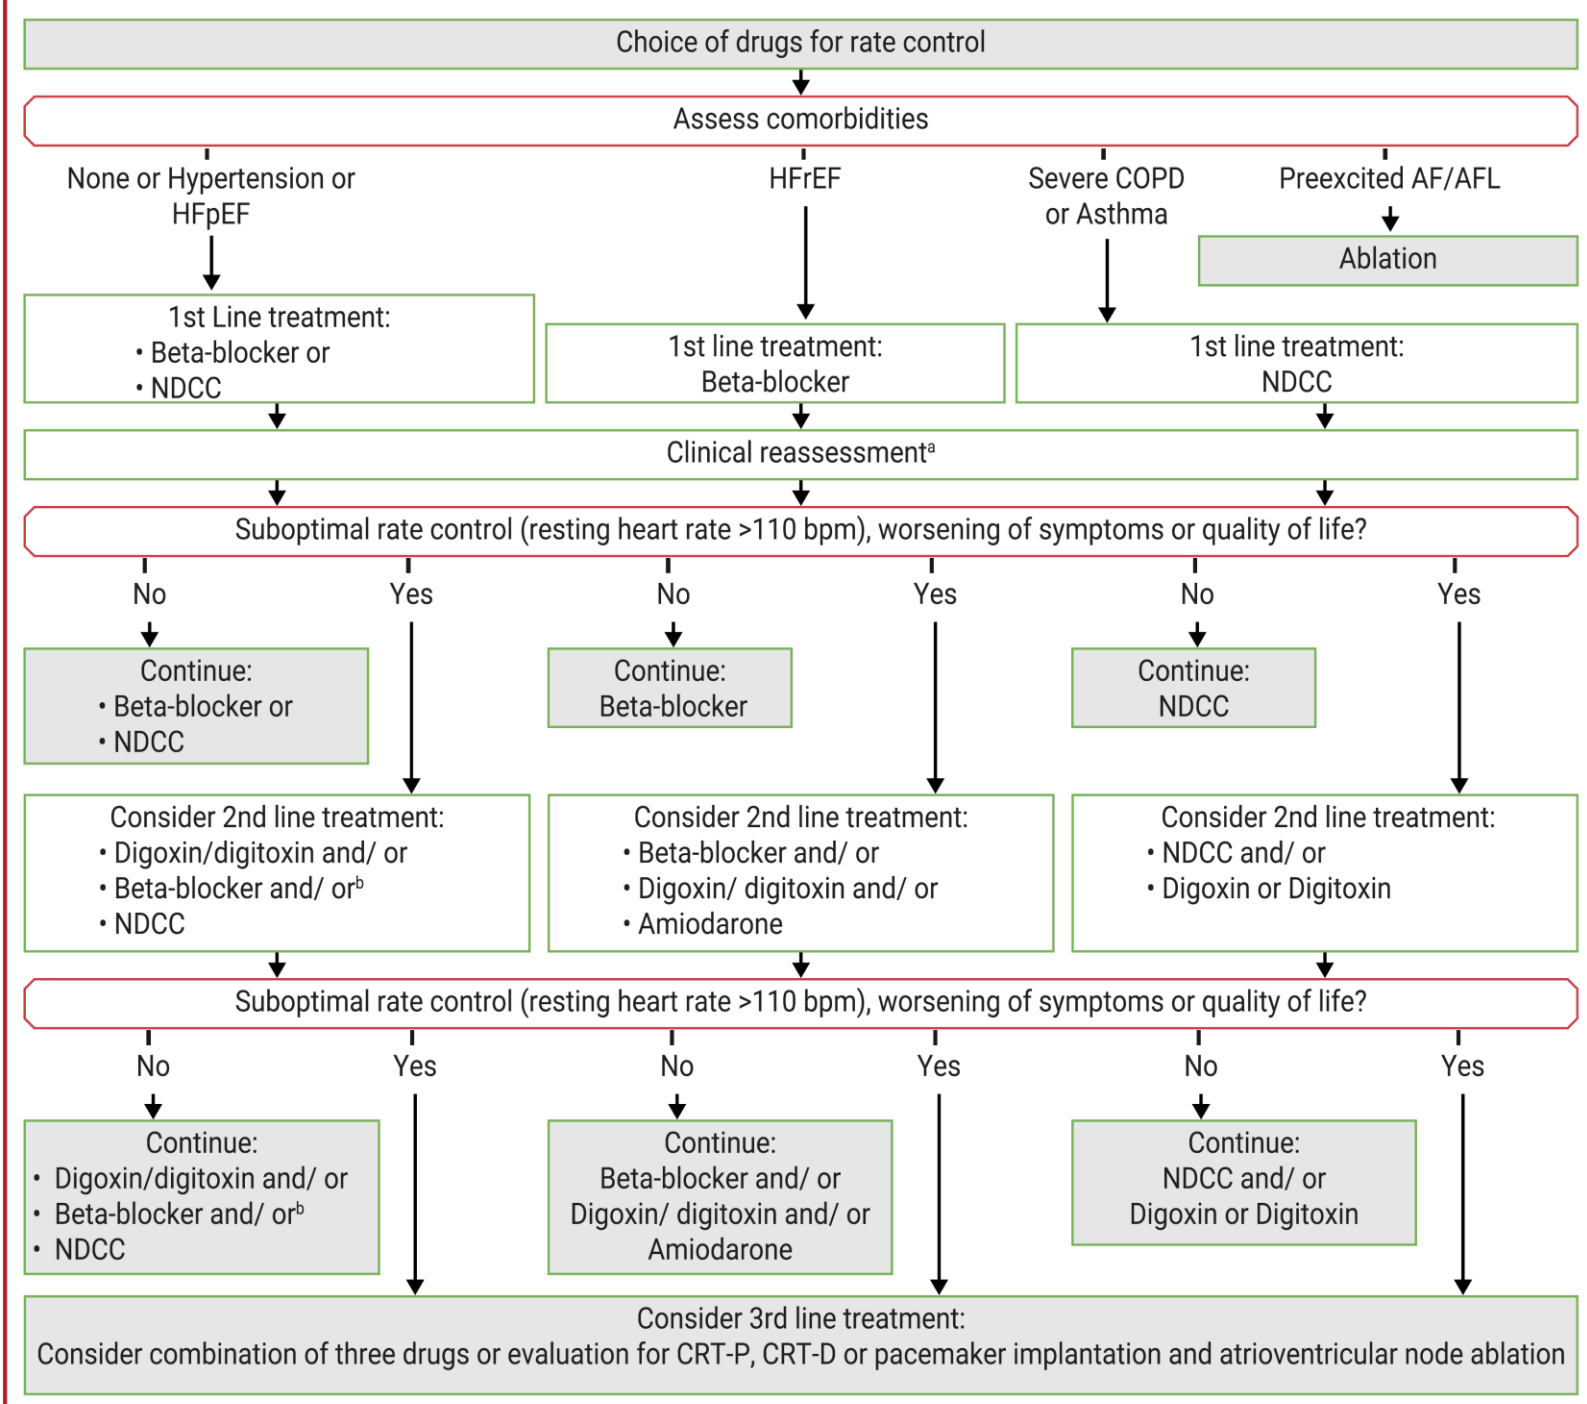 Choice of drugs for rate control
Assess comorbidities
None or Hypertension or
HFpEF
HFrEF
Severe COPD
or Asthma
Preexcited AF/AFL
Ablation
1st Line treatment:
• Beta-blocker or
• NDCC
1st line treatment:
Beta-blocker
1st line treatment:
NDCC
Clinical reassessmentᵃ
Suboptimal rate control (resting heart rate >110 bpm), worsening of symptoms or quality of life?
No
Yes
No
Yes
No
Yes
Continue:
• Beta-blocker or
• NDCC
Continue:
Beta-blocker
Continue:
NDCC
Consider 2nd line treatment:
• Digoxin/digitoxin and/ or
• Beta-blocker and/ orᵇ
• NDCC
Consider 2nd line treatment:
• Beta-blocker and/ or
• Digoxin/ digitoxin and/ or
• Amiodarone
Consider 2nd line treatment:
• NDCC and/ or
• Digoxin or Digitoxin
Suboptimal rate control (resting heart rate >110 bpm), worsening of symptoms or quality of life?
No
Yes
No
Yes
No
Yes
Continue:
• Digoxin/digitoxin and/ or
• Beta-blocker and/ orᵇ
• NDCC
Continue:
Beta-blocker and/ or
Digoxin/ digitoxin and/ or
Amiodarone
Continue:
NDCC and/ or
Digoxin or Digitoxin
Consider 3rd line treatment:
Consider combination of three drugs or evaluation for CRT-P, CRT-D or pacemaker implantation and atrioventricular node ablation